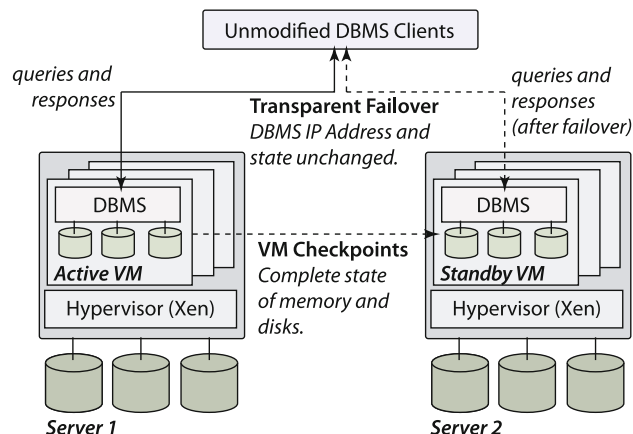 Unmodified DBMS Clients
queries and
responses
Transparent Failover
DBMS IP Address and
state unchanged.
queries and
responses
(after failover)
DBMS
Active VM
Hypervisor (Xen)
Server 1
VM Checkpoints
Complete state
of memory and
disks.
DBMS
Standby VM
Hypervisor (Xen)
Server 2